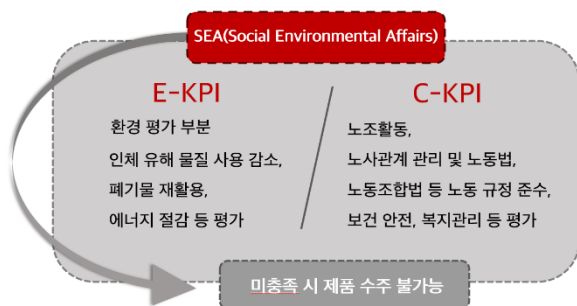 SEA(Social Environmental Affairs)
E-KPI
환경 평가 부분
인체 유해 물질 사용 감소,
폐기물 재활용,
에너지 절감 등 평가
C-KPI
노조활동,
노사관계 관리 및 노동법,
노동조합법 등 노동 규정 준수,
보건 안전, 복지관리 등 평가
미충족 시 제품 수주 불가능